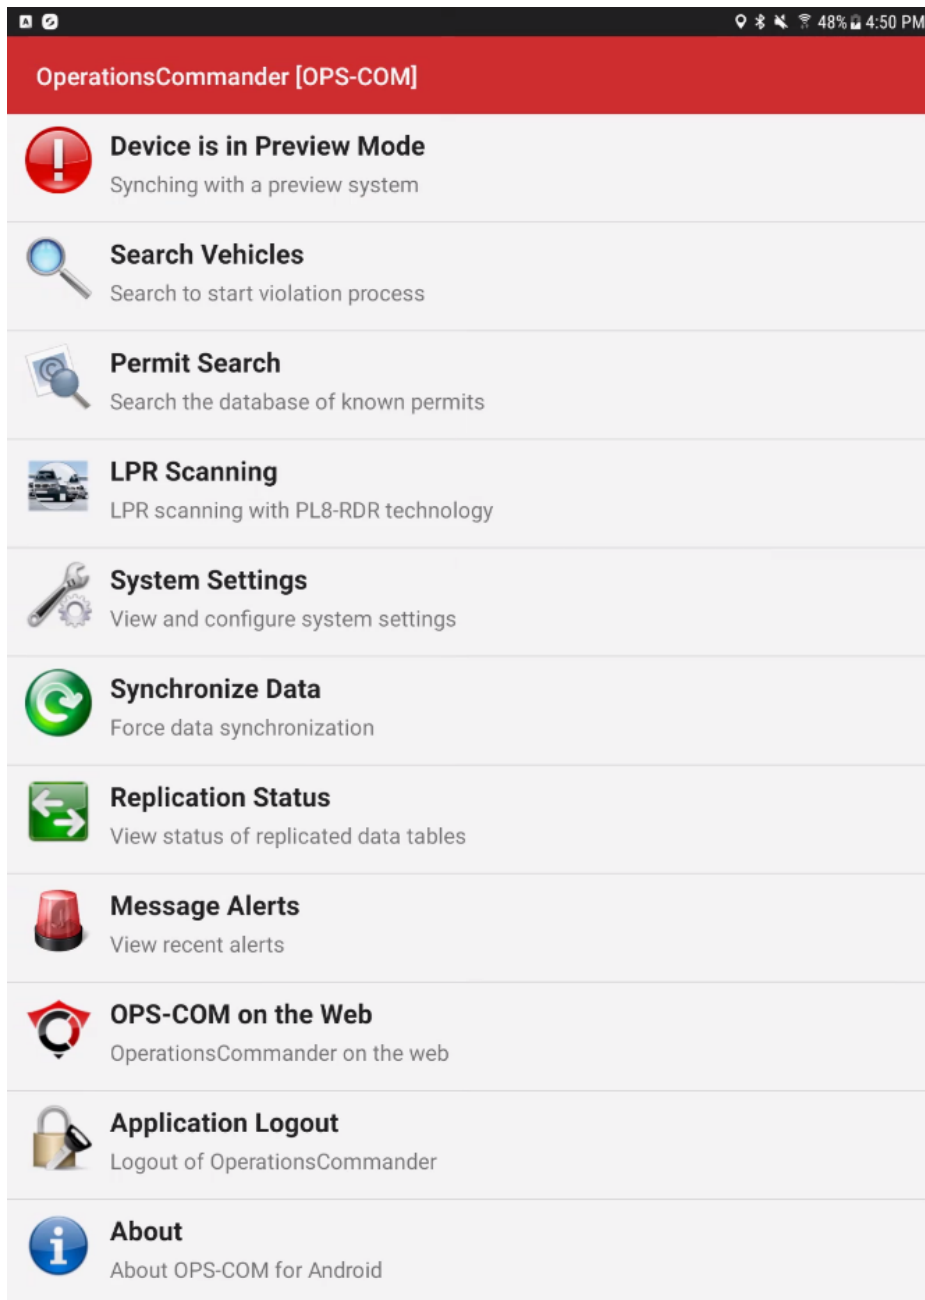 48% 4:50 PM
OperationsCommander [OPS-COM]
Device is in Preview Mode
Synching with a preview system
Search Vehicles
Search to start violation process
Permit Search
Search the database of known permits
LPR Scanning
LPR scanning with PL8-RDR technology
System Settings
View and configure system settings
Synchronize Data
Force data synchronization
Replication Status
View status of replicated data tables
Message Alerts
View recent alerts
OPS-COM on the Web
OperationsCommander on the web
Application Logout
Logout of OperationsCommander
About
About OPS-COM for Android